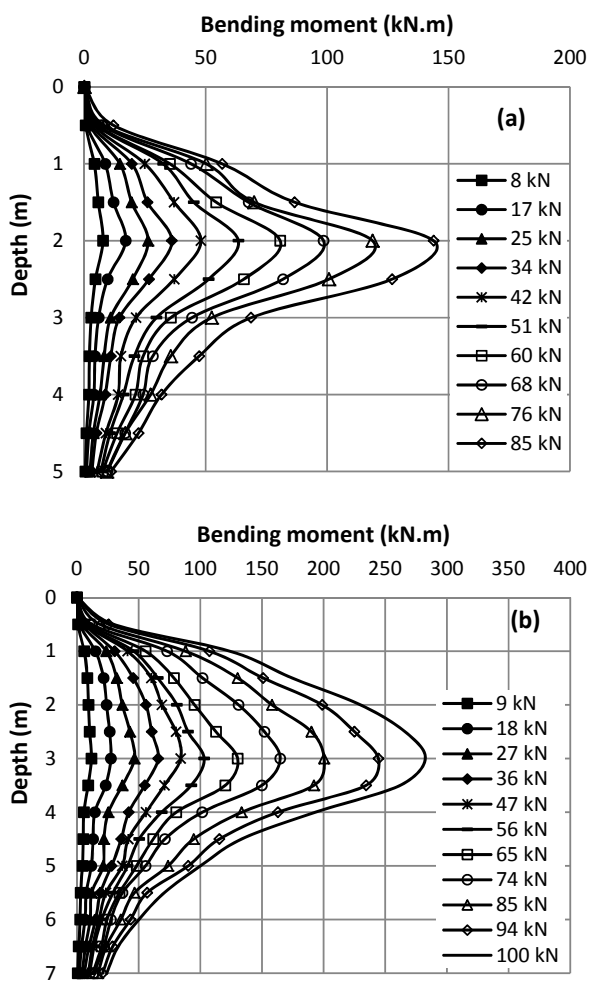 Bending moment (kN.m)
0 50 100 150 200
0
1
2
3
4
5
Depth (m)
(a)
8 kN
17 kN
25 kN
34 kN
42 kN
51 kN
60 kN
68 kN
76 kN
85 kN
Bending moment (kN.m)
0 50 100 150 200 250 300 350 400
0
1
2
3
4
5
6
7
Depth (m)
(b)
9 kN
18 kN
27 kN
36 kN
47 kN
56 kN
65 kN
74 kN
85 kN
94 kN
100 kN